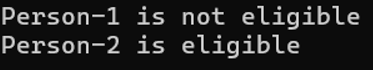 Person-1 is not eligible
Person-2 is eligible